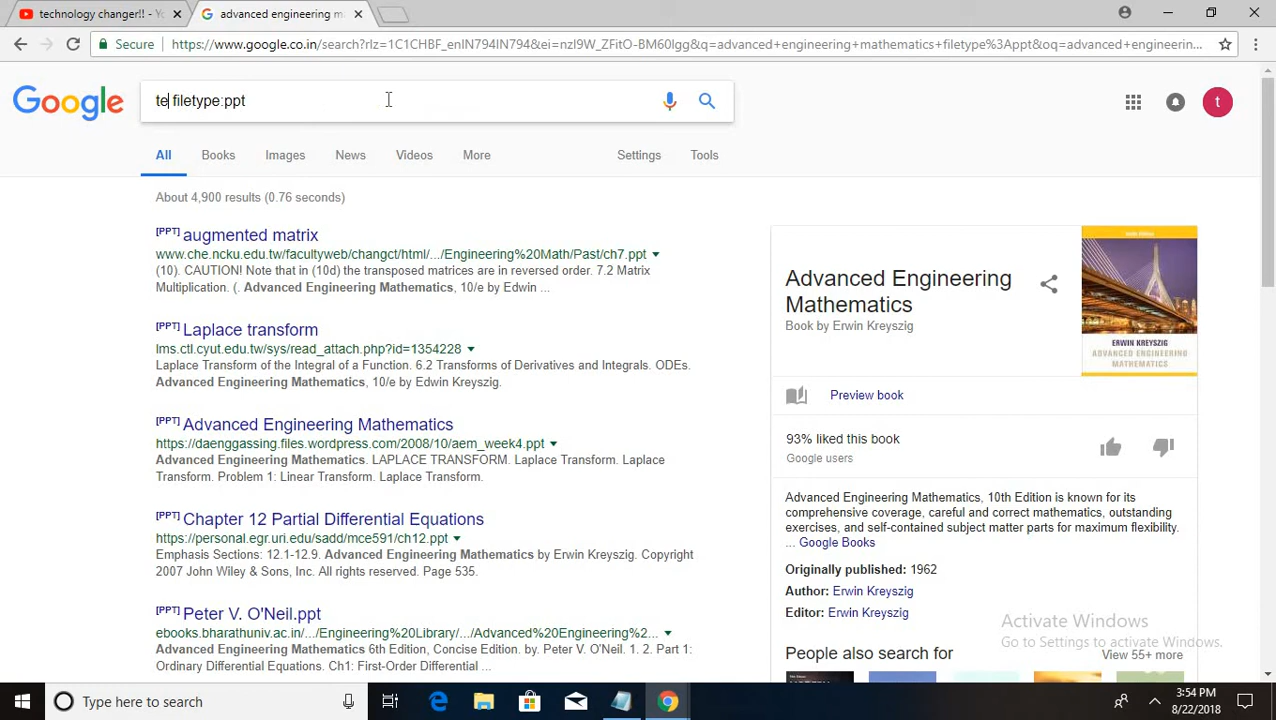 technology changer!! - Yo
advanced engineering m
Secure
https://www.google.co.in/search?rlz=1C1CHBF_enIN794IN794&ei=nzl9W_ZFitO-BM60lgg&q=advanced+engineering+mathematics+filetype%3Appt&oq=advanced+engineerin...
Google
te filetype:ppt
t
All Books Images News Videos More Settings Tools
About 4,900 results (0.76 seconds)
[PPT] augmented matrix
www.che.ncku.edu.tw/facultyweb/changct/html/.../Engineering%20Math/Past/ch7.ppt
(10). CAUTION! Note that in (10d) the transposed matrices are in reversed order. 7.2 Matrix
Multiplication. (. Advanced Engineering Mathematics, 10/e by Edwin ...
[PPT] Laplace transform
lms.ctl.cyut.edu.tw/sys/read_attach.php?id=1354228
Laplace Transform of the Integral of a Function. 6.2 Transforms of Derivatives and Integrals. ODEs.
Advanced Engineering Mathematics, 10/e by Edwin Kreyszig.
[PPT] Advanced Engineering Mathematics
https://daenggassing.files.wordpress.com/2008/10/aem_week4.ppt
Advanced Engineering Mathematics. LAPLACE TRANSFORM. Laplace Transform. Laplace
Transform. Problem 1: Linear Transform. Laplace Transform.
[PPT] Chapter 12 Partial Differential Equations
https://personal.egr.uri.edu/sadd/mce591/ch12.ppt
Emphasis Sections: 12.1-12.9. Advanced Engineering Mathematics by Erwin Kreyszig. Copyright
2007 John Wiley & Sons, Inc. All rights reserved. Page 535.
[PPT] Peter V. O'Neil.ppt
ebooks.bharathuniv.ac.in/.../Engineering%20Library/.../Advanced%20Engineering%2...
Advanced Engineering Mathematics 6th Edition, Concise Edition. by. Peter V. O'Neil. 1. 2. Part 1:
Ordinary Differential Equations. Ch1: First-Order Differential ...
Advanced Engineering
Mathematics
Book by Erwin Kreyszig
ERWIN KREYSZIG
ADVANCED ENGINEERING
MATHEMATICS
Preview book
93% liked this book
Google users
Advanced Engineering Mathematics, 10th Edition is known for its
comprehensive coverage, careful and correct mathematics, outstanding
exercises, and self-contained subject matter parts for maximum flexibility.
... Google Books
Originally published: 1962
Author: Erwin Kreyszig
Editor: Erwin Kreyszig
People also search for
View 55+ more
Activate Windows
Go to Settings to activate Windows.
Type here to search
3:54 PM
8/22/2018